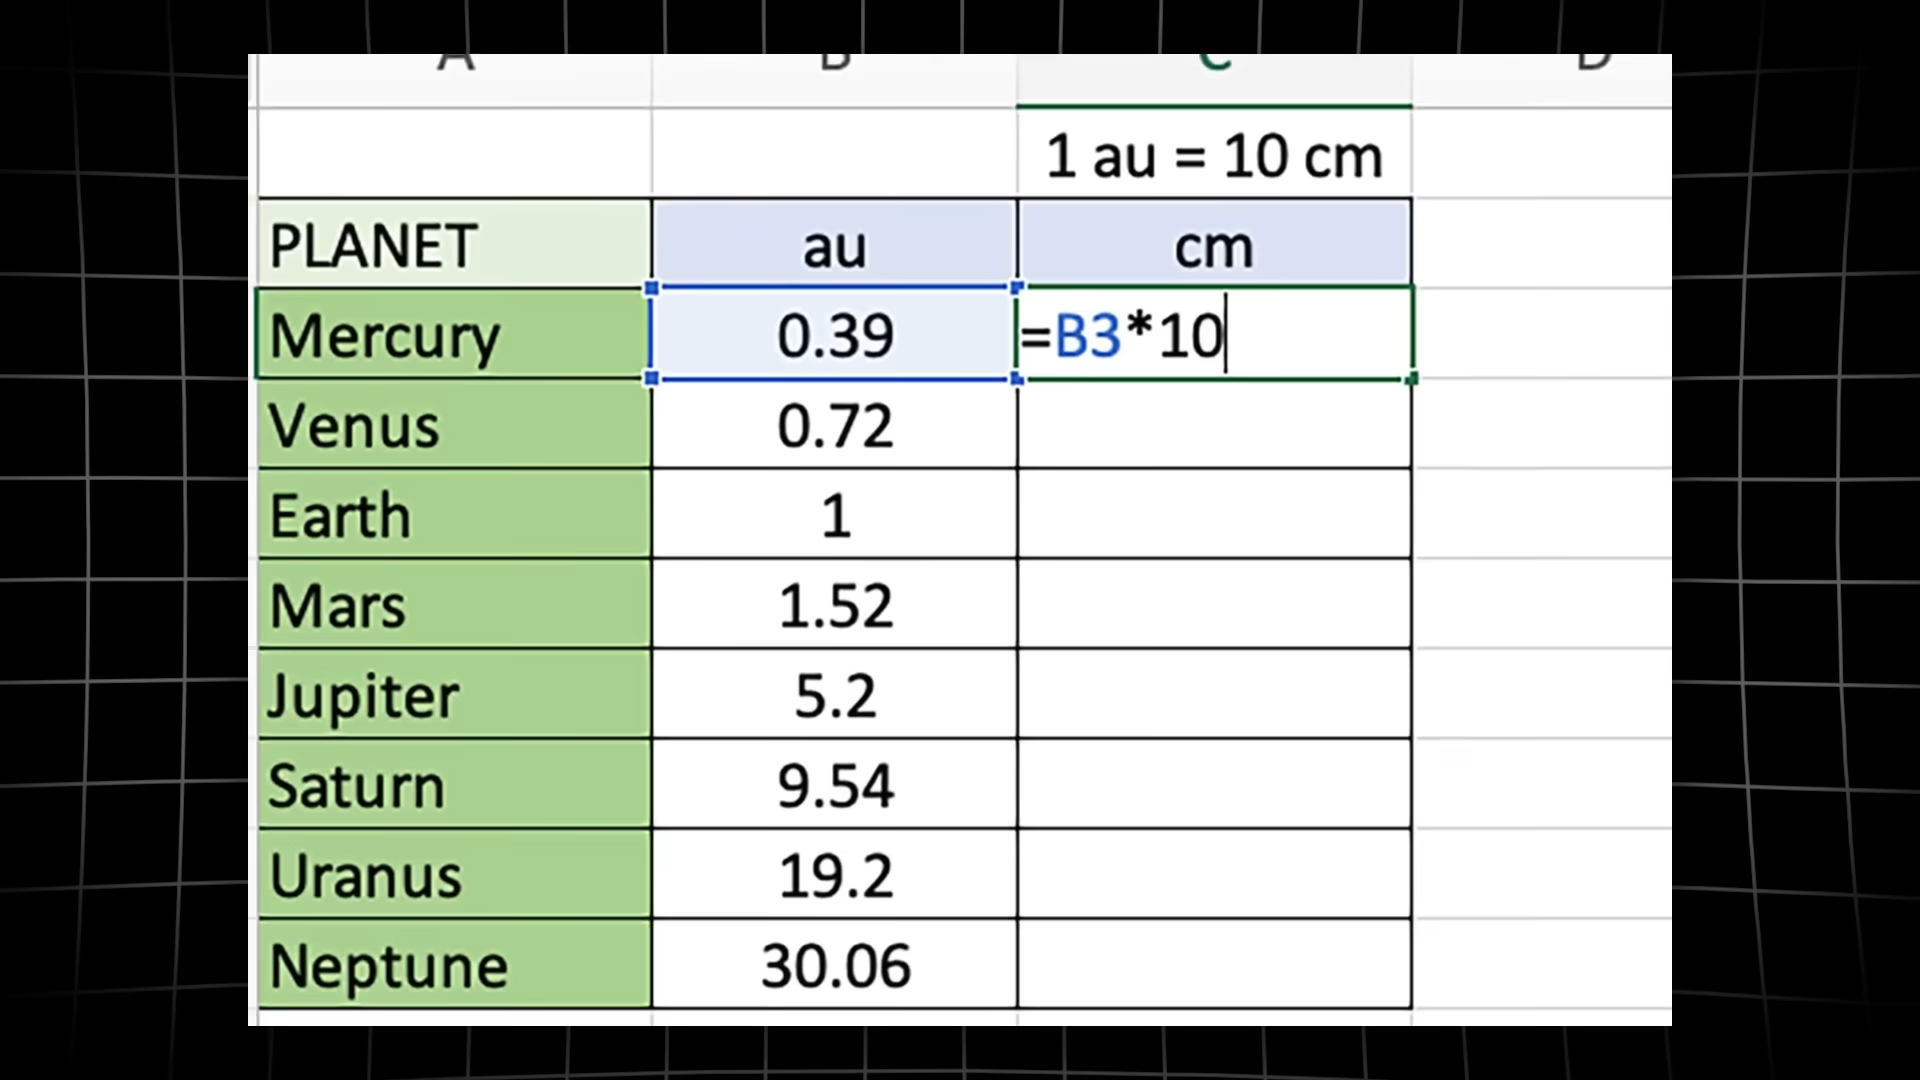 A B C D
1 au = 10 cm
PLANET au cm
Mercury 0.39 =B3*10
Venus 0.72
Earth 1
Mars 1.52
Jupiter 5.2
Saturn 9.54
Uranus 19.2
Neptune 30.06